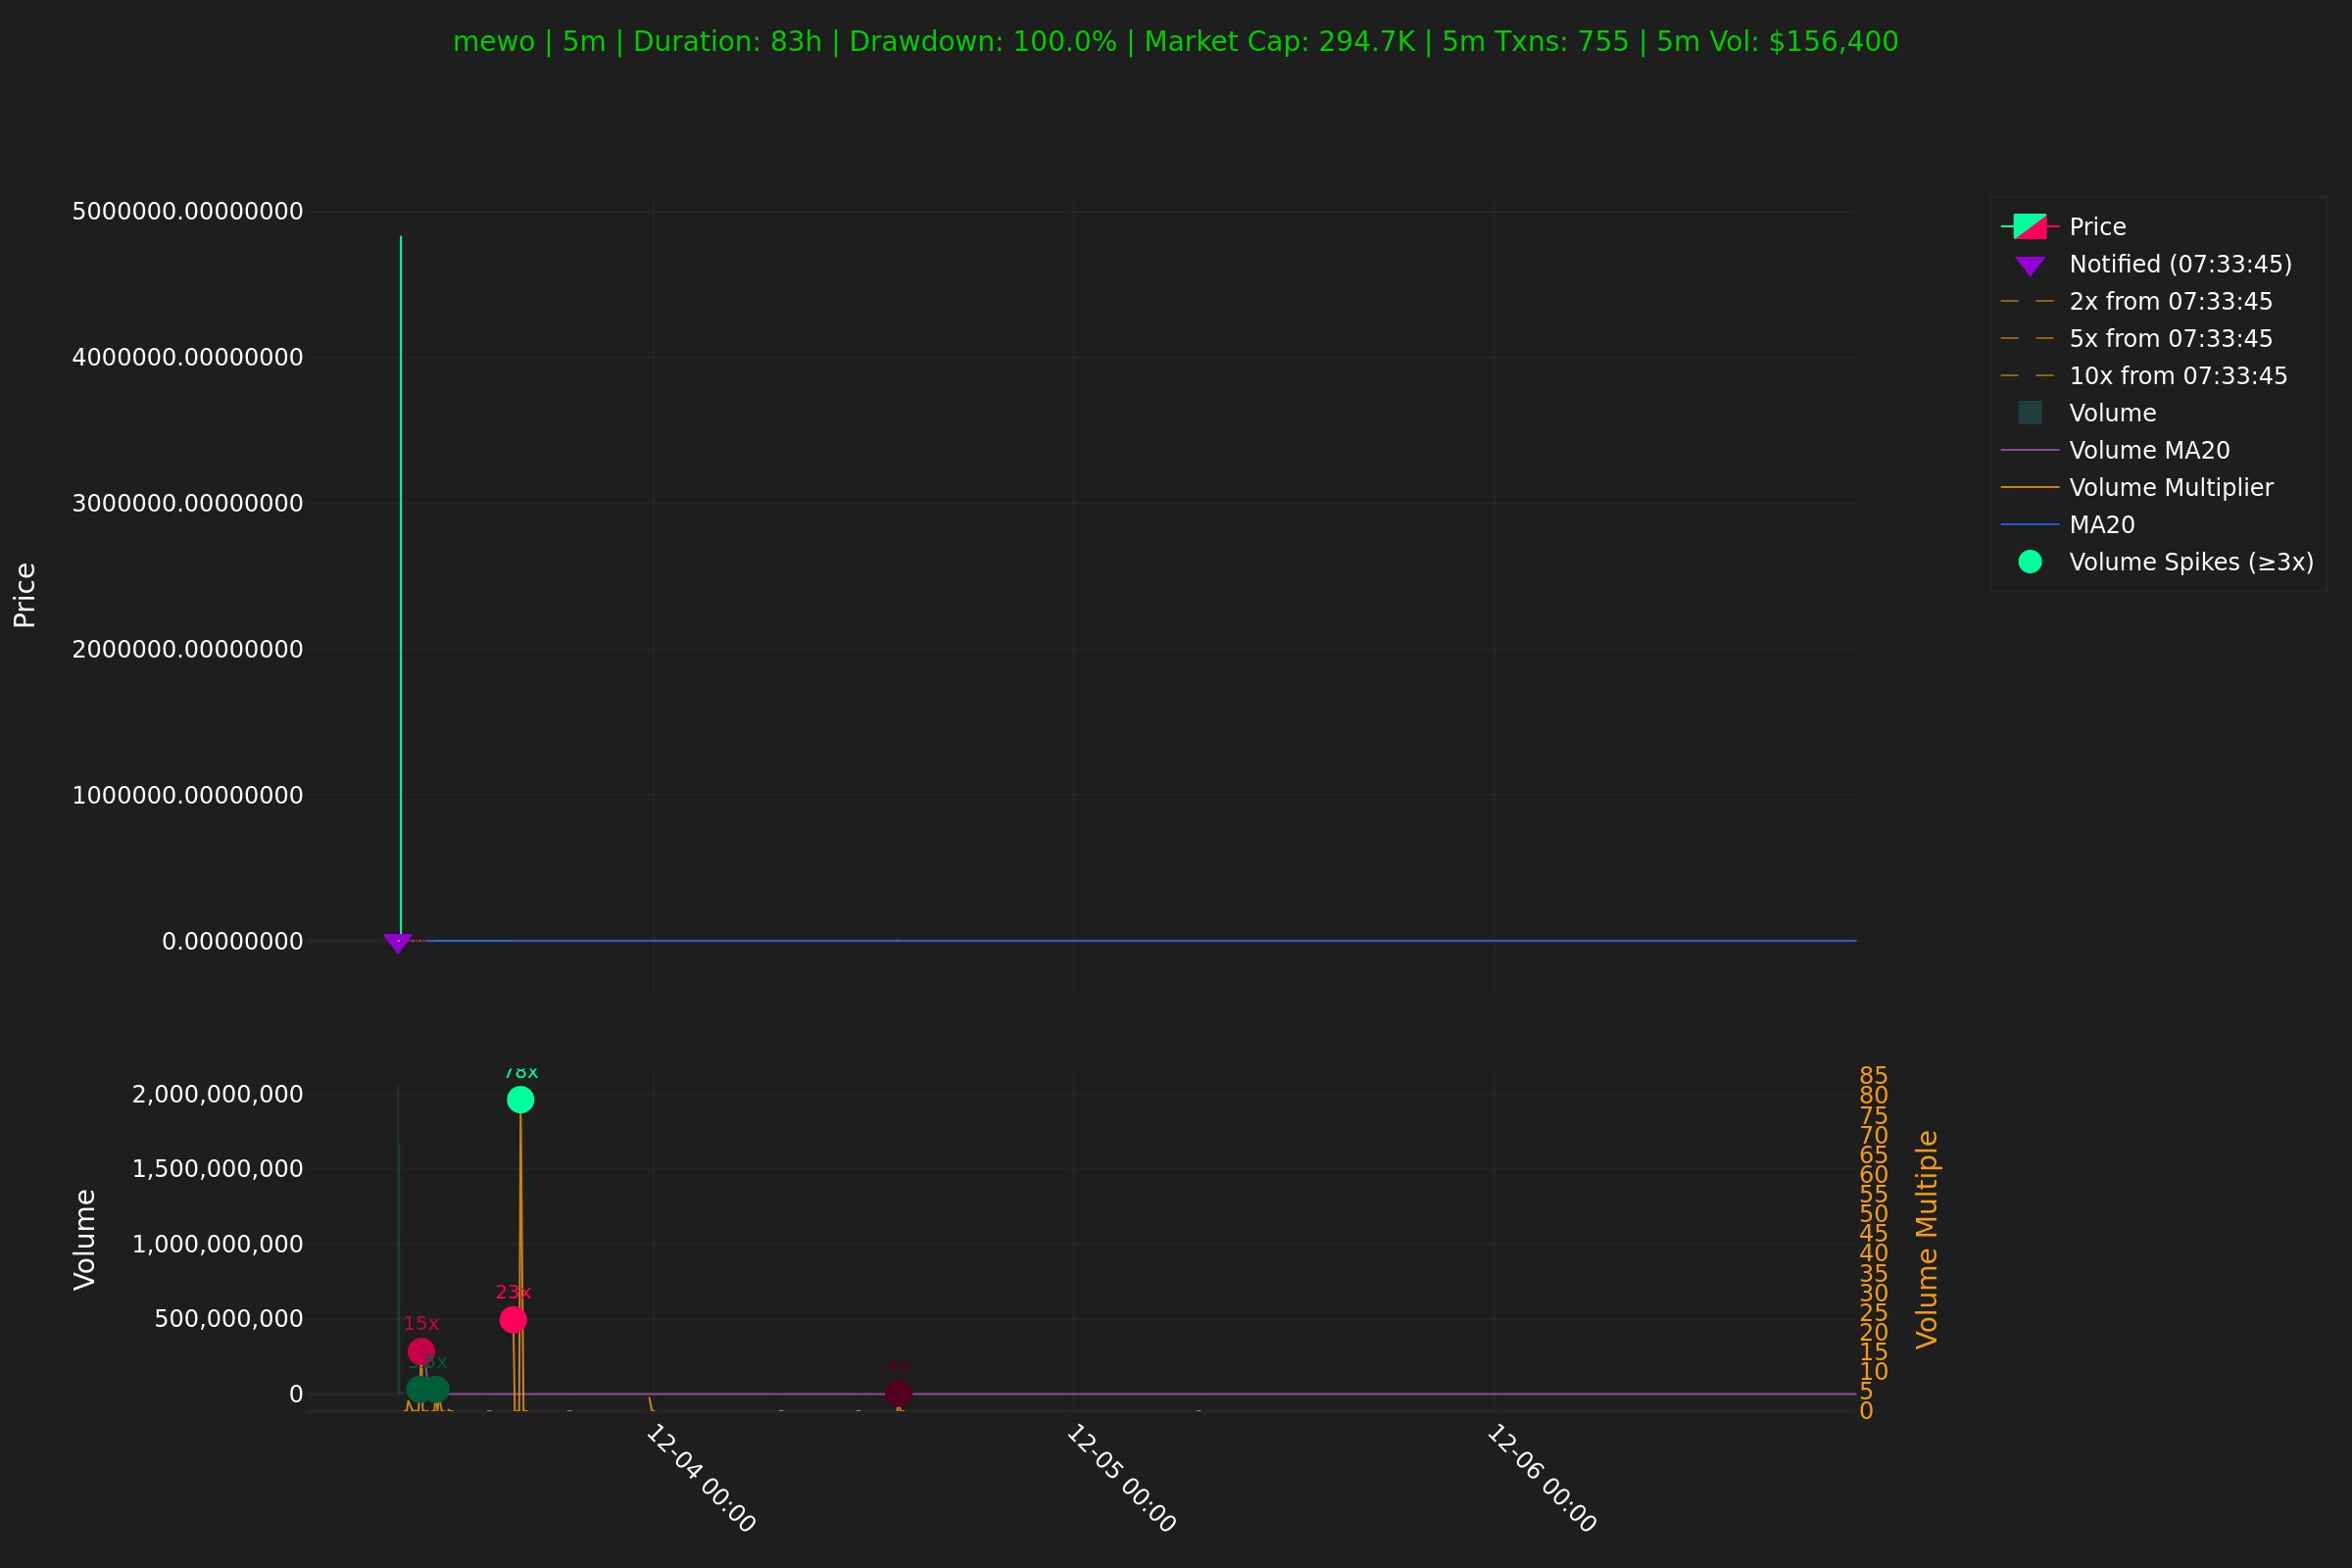 mewo | 5m | Duration: 83h | Drawdown: 100.0% | Market Cap: 294.7K | 5m Txns: 755 | 5m Vol: $156,400
Price
5000000.00000000
4000000.00000000
3000000.00000000
2000000.00000000
1000000.00000000
0.00000000
Price
Notified (07:33:45)
2x from 07:33:45
5x from 07:33:45
10x from 07:33:45
Volume
Volume MA20
Volume Multiplier
MA20
Volume Spikes (≥3x)
Volume
2,000,000,000
1,500,000,000
1,000,000,000
500,000,000
0
78x
23x
15x
85
80
75
70
65
60
55
50
45
40
35
30
25
20
15
10
5
0
Volume Multiple
12-04 00:00
12-05 00:00
12-06 00:00